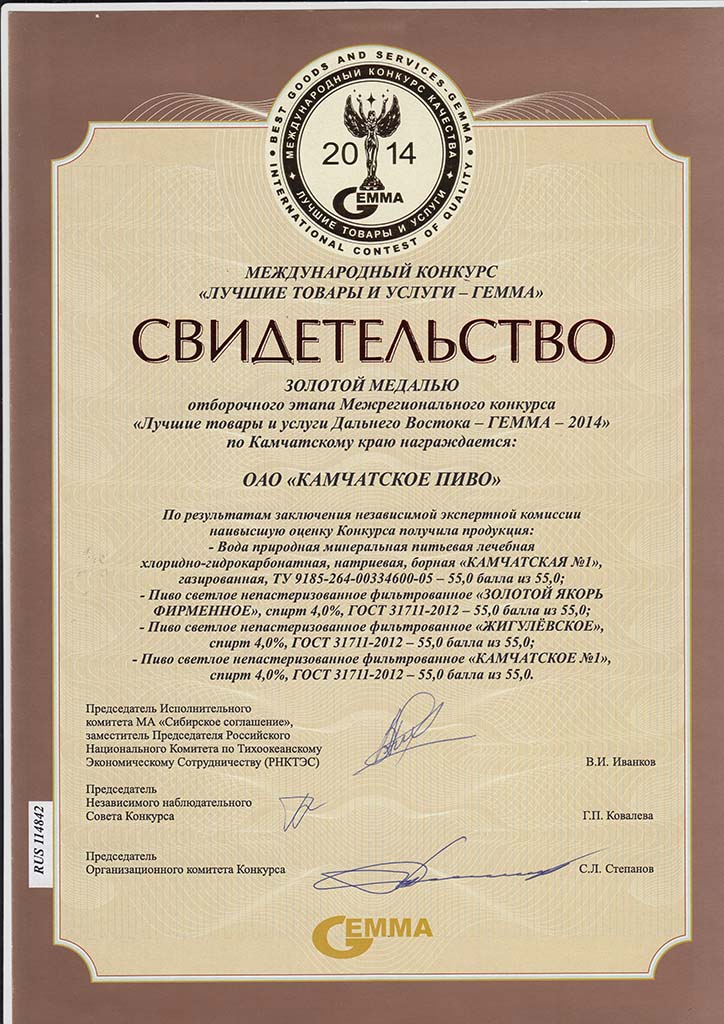 INTERNATIONAL CONTEST OF QUALITY • BEST GOODS AND SERVICES-GEMMA •
МЕЖДУНАРОДНЫЙ КОНКУРС КАЧЕСТВА
20 14
GEMMA
ЛУЧШИЕ ТОВАРЫ И УСЛУГИ
МЕЖДУНАРОДНЫЙ КОНКУРС
«ЛУЧШИЕ ТОВАРЫ И УСЛУГИ – ГЕММА»
СВИДЕТЕЛЬСТВО
ЗОЛОТОЙ МЕДАЛЬЮ
отборочного этапа Межрегионального конкурса
«Лучшие товары и услуги Дальнего Востока – ГЕММА – 2014»
по Камчатскому краю награждается:
ОАО «КАМЧАТСКОЕ ПИВО»
По результатам заключения независимой экспертной комиссии
наивысшую оценку Конкурса получила продукция:
- Вода природная минеральная питьевая лечебная
хлоридно-гидрокарбонатная, натриевая, борная «КАМЧАТСКАЯ №1»,
газированная, ТУ 9185-264-00334600-05 – 55,0 балла из 55,0;
- Пиво светлое непастеризованное фильтрованное «ЗОЛОТОЙ ЯКОРЬ
ФИРМЕННОЕ», спирт 4,0%, ГОСТ 31711-2012 – 55,0 балла из 55,0;
- Пиво светлое непастеризованное фильтрованное «ЖИГУЛЁВСКОЕ»,
спирт 4,0%, ГОСТ 31711-2012 – 55,0 балла из 55,0;
- Пиво светлое непастеризованное фильтрованное «КАМЧАТСКОЕ №1»,
спирт 4,0%, ГОСТ 31711-2012 – 55,0 балла из 55,0.
Председатель Исполнительного
комитета МА «Сибирское соглашение»,
заместитель Председателя Российского
Национального Комитета по Тихоокеанскому
Экономическому Сотрудничеству (РНКТЭС)
В.И. Иванков
Председатель
Независимого наблюдательного
Совета Конкурса
Г.П. Ковалева
Председатель
Организационного комитета Конкурса
С.Л. Степанов
RUS 114842
GEMMA